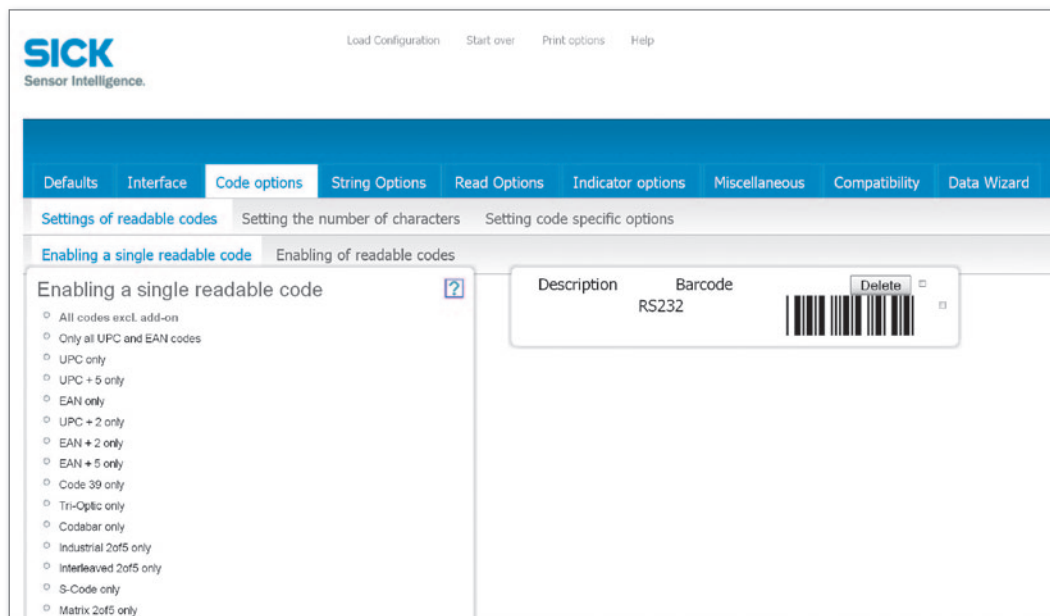 SICK
Sensor Intelligence.
Load Configuration Start over Print options Help
Defaults Interface Code options String Options Read Options Indicator options Miscellaneous Compatibility Data Wizard
Settings of readable codes Setting the number of characters Setting code specific options
Enabling a single readable code Enabling of readable codes
Enabling a single readable code ?
All codes excl. add-on
Only all UPC and EAN codes
UPC only
UPC + 5 only
EAN only
UPC + 2 only
EAN + 2 only
EAN + 5 only
Code 39 only
Tri-Optic only
Codabar only
Industrial 2of5 only
Interleaved 2of5 only
S-Code only
Matrix 2of5 only
Description Barcode Delete
RS232